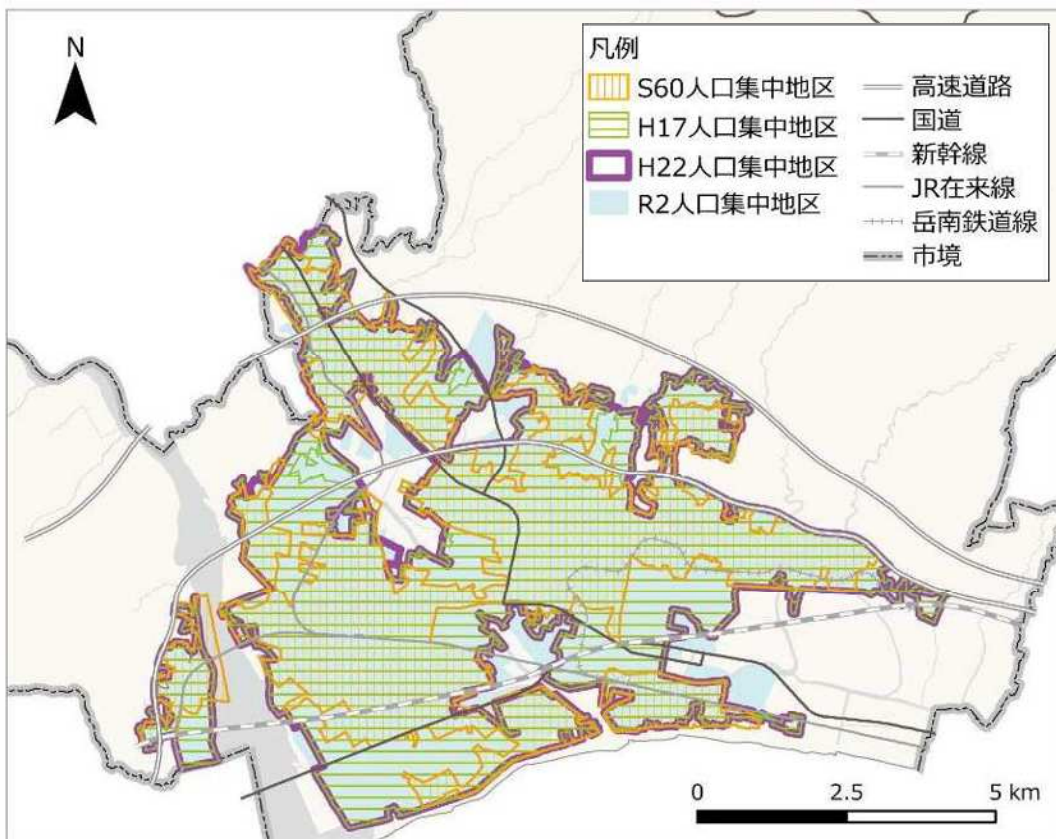 N
凡例
S60人口集中地区
H17人口集中地区
H22人口集中地区
R2人口集中地区
高速道路
国道
新幹線
JR在来線
岳南鉄道線
市境
0 2.5 5 km